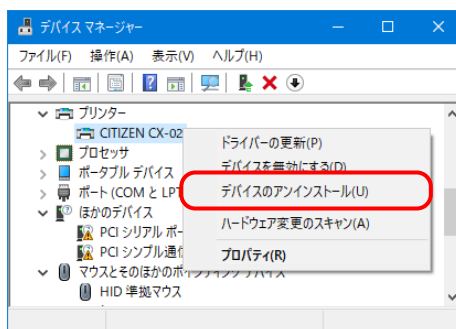 デバイス マネージャー
ファイル(F) 操作(A) 表示(V) ヘルプ(H)
プリンター
CITIZEN CX-02
ドライバーの更新(P)
プロセッサ
デバイスを無効にする(D)
ポータブル デバイス
デバイスのアンインストール(U)
ポート (COM と LPT
ほかのデバイス
ハードウェア変更のスキャン(A)
PCI シリアル ポー
PCI シンプル通信
プロパティ(R)
マウスとそのほかのポインティング デバイス
HID 準拠マウス